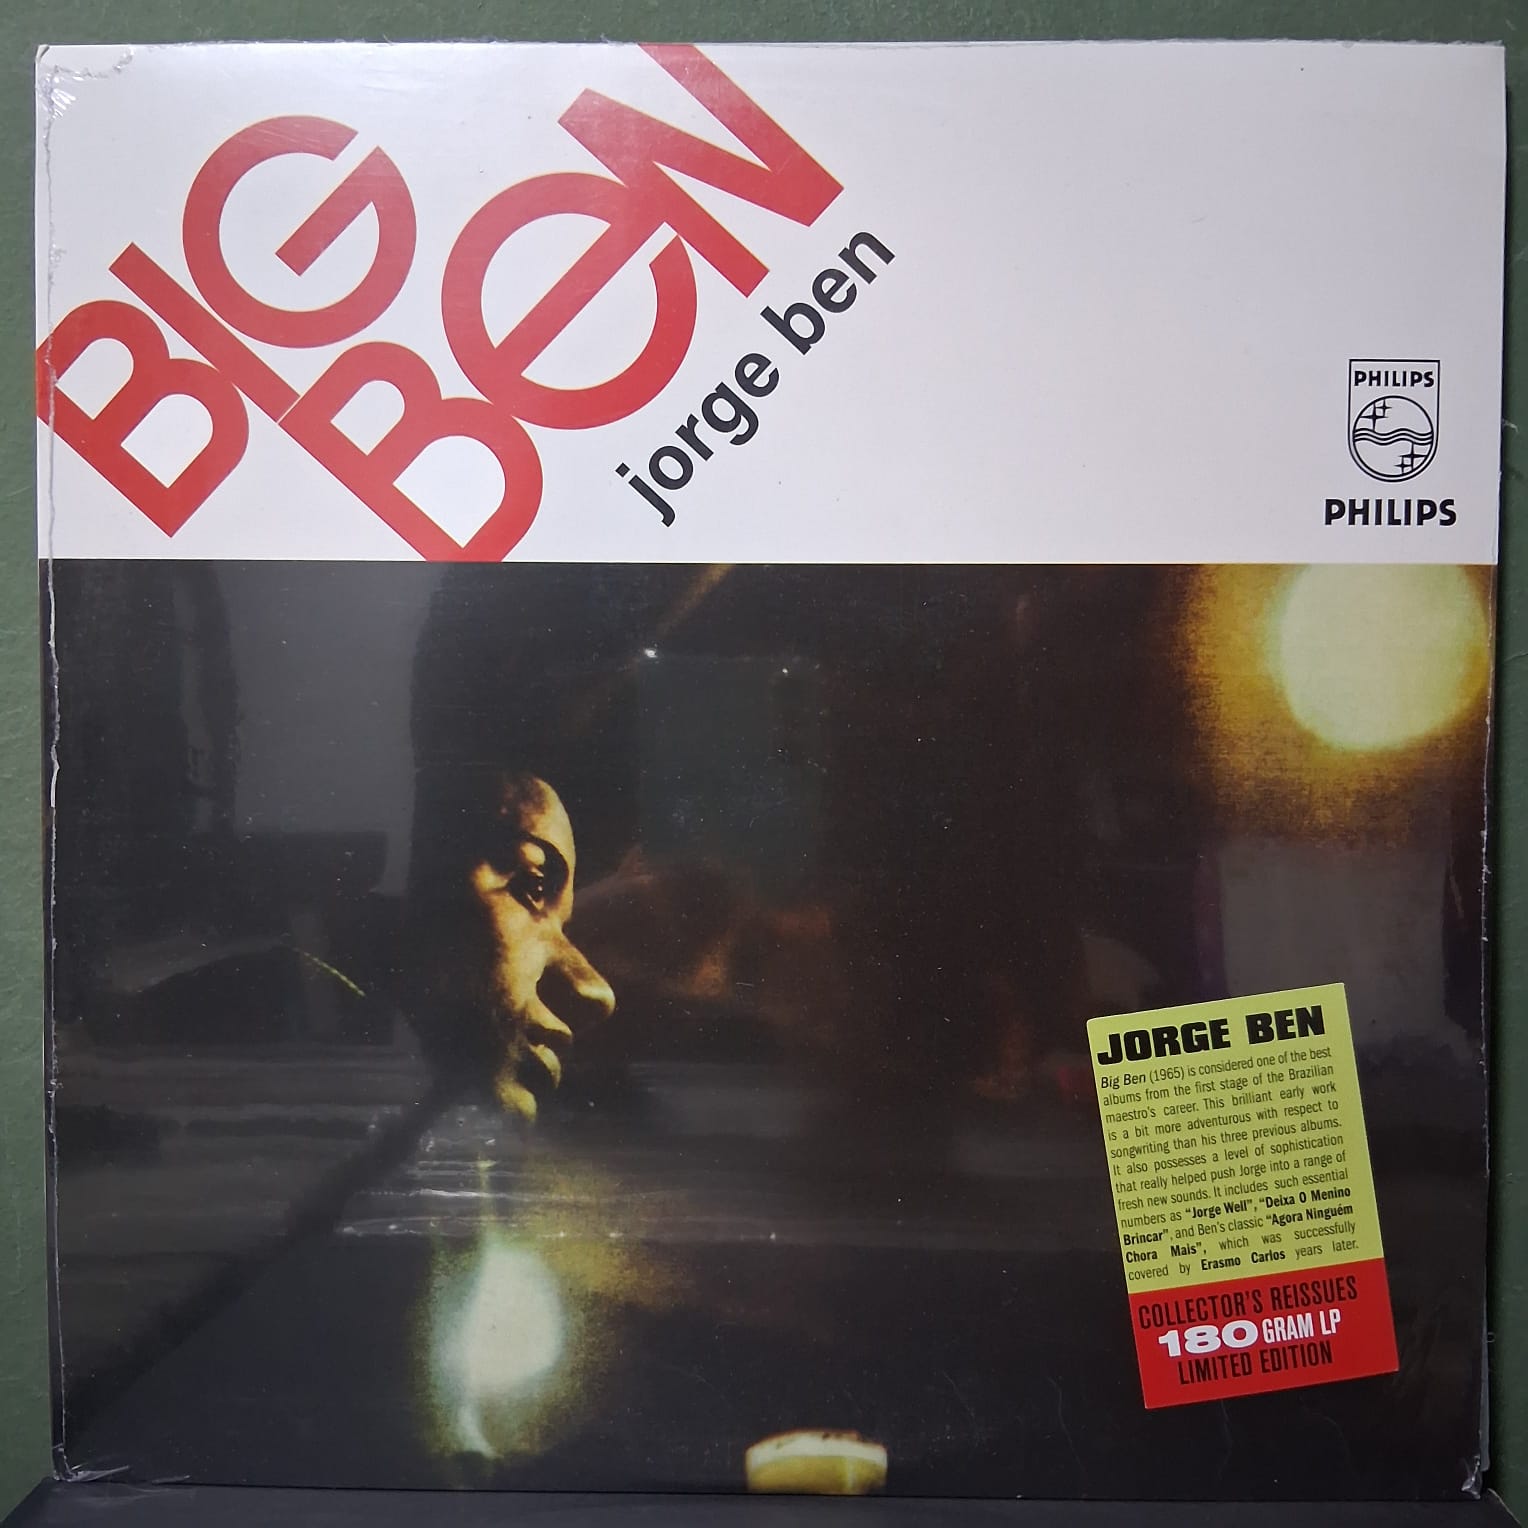 BIG
BEN
jorge ben
PHILIPS
PHILIPS
JORGE BEN
Big Ben (1965) is considered one of the best
albums from the first stage of the Brazilian
maestro's career. This brilliant early work
is a bit more adventurous with respect to
songwriting than his three previous albums.
It also possesses a level of sophistication
that really helped push Jorge into a range of
fresh new sounds. It includes such essential
numbers as "Jorge Well", "Deixa O Menino
Brincar", and Ben's classic "Agora Ninguém
Chora Mais", which was successfully
covered by Erasmo Carlos years later.
COLLECTOR'S REISSUES
180 GRAM LP
LIMITED EDITION